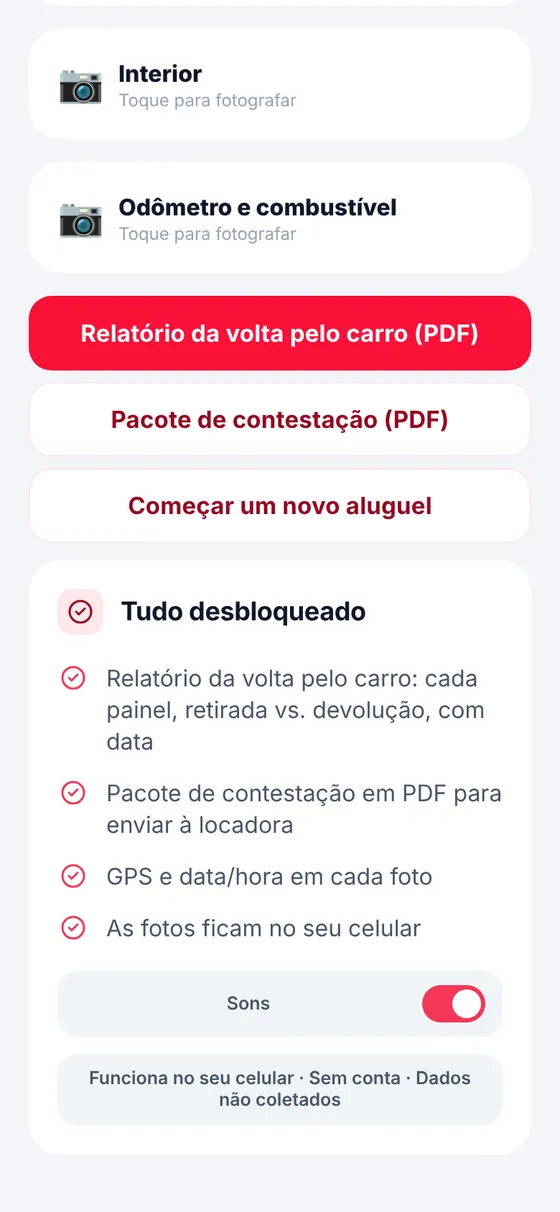 Interior
Toque para fotografar
Odômetro e combustível
Toque para fotografar
Relatório da volta pelo carro (PDF)
Pacote de contestação (PDF)
Começar um novo aluguel
Tudo desbloqueado
Relatório da volta pelo carro: cada
painel, retirada vs. devolução, com
data
Pacote de contestação em PDF para
enviar à locadora
GPS e data/hora em cada foto
As fotos ficam no seu celular
Sons
Funciona no seu celular · Sem conta · Dados
não coletados